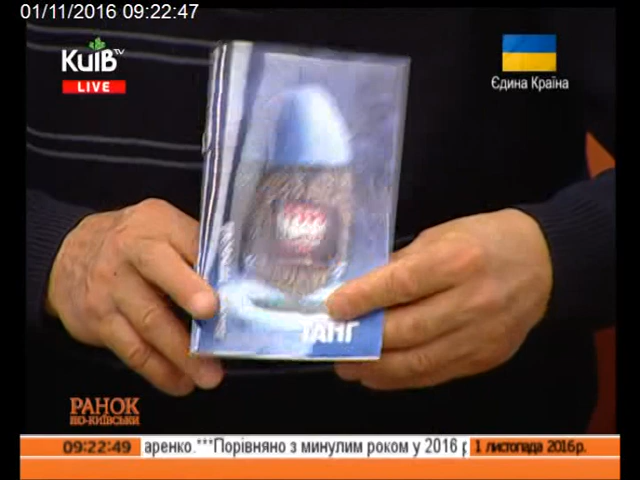 01/11/2016 09:22:47
КиїВ TV
LIVE
Єдина Країна
ТАНГ
РАНОК
ПО-КИЇВСЬКИ
09:22:49 аренко.***Порівняно з минулим роком у 2016 р 1 листопада 2016р.